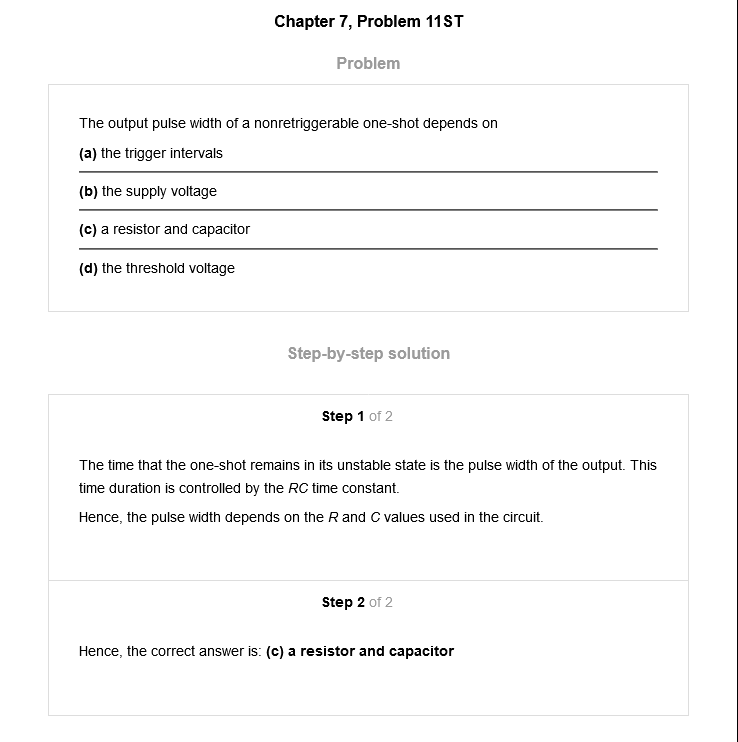 Chapter 7, Problem 11ST
Problem
The output pulse width of a nonretriggerable one-shot depends on
(a) the trigger intervals
(b) the supply voltage
(c) a resistor and capacitor
(d) the threshold voltage
Step-by-step solution
Step 1 of 2
The time that the one-shot remains in its unstable state is the pulse width of the output. This
time duration is controlled by the RC time constant.
Hence, the pulse width depends on the R and C values used in the circuit.
Step 2 of 2
Hence, the correct answer is: (c) a resistor and capacitor